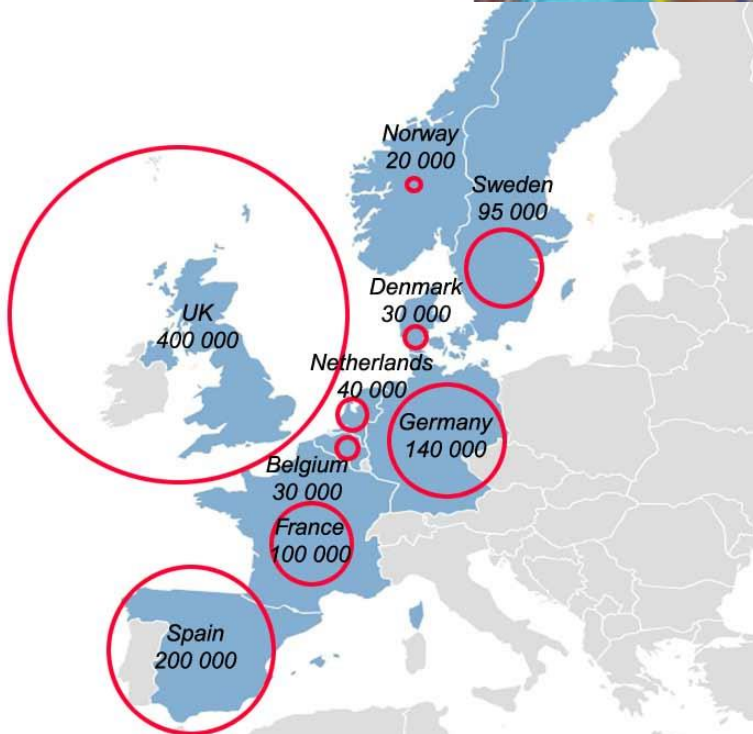 Norway
20 000
Sweden
95 000
Denmark
30 000
UK
400 000
Netherlands
40 000
Germany
140 000
Belgium
30 000
France
100 000
Spain
200 000